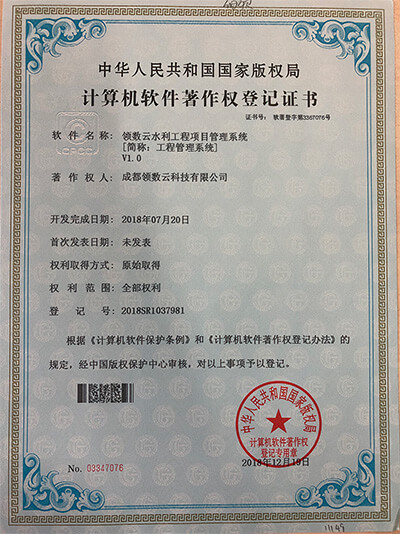 中华人民共和国国家版权局
计算机软件著作权登记证书
证书号: 软著登字第3367076号
软件名称: 领数云水利工程项目管理系统
[简称: 工程管理系统]
V1.0
著作权人: 成都领数云科技有限公司
开发完成日期: 2018年07月20日
首次发表日期: 未发表
权利取得方式: 原始取得
权利范围: 全部权利
登记号: 2018SR1037981
根据《计算机软件保护条例》和《计算机软件著作权登记办法》的
规定，经中国版权保护中心审核，对以上事项予以登记。
中华人民共和国国家版权局
计算机软件著作权
登记专用章
2018年12月19日
No. 03347076
CPCC